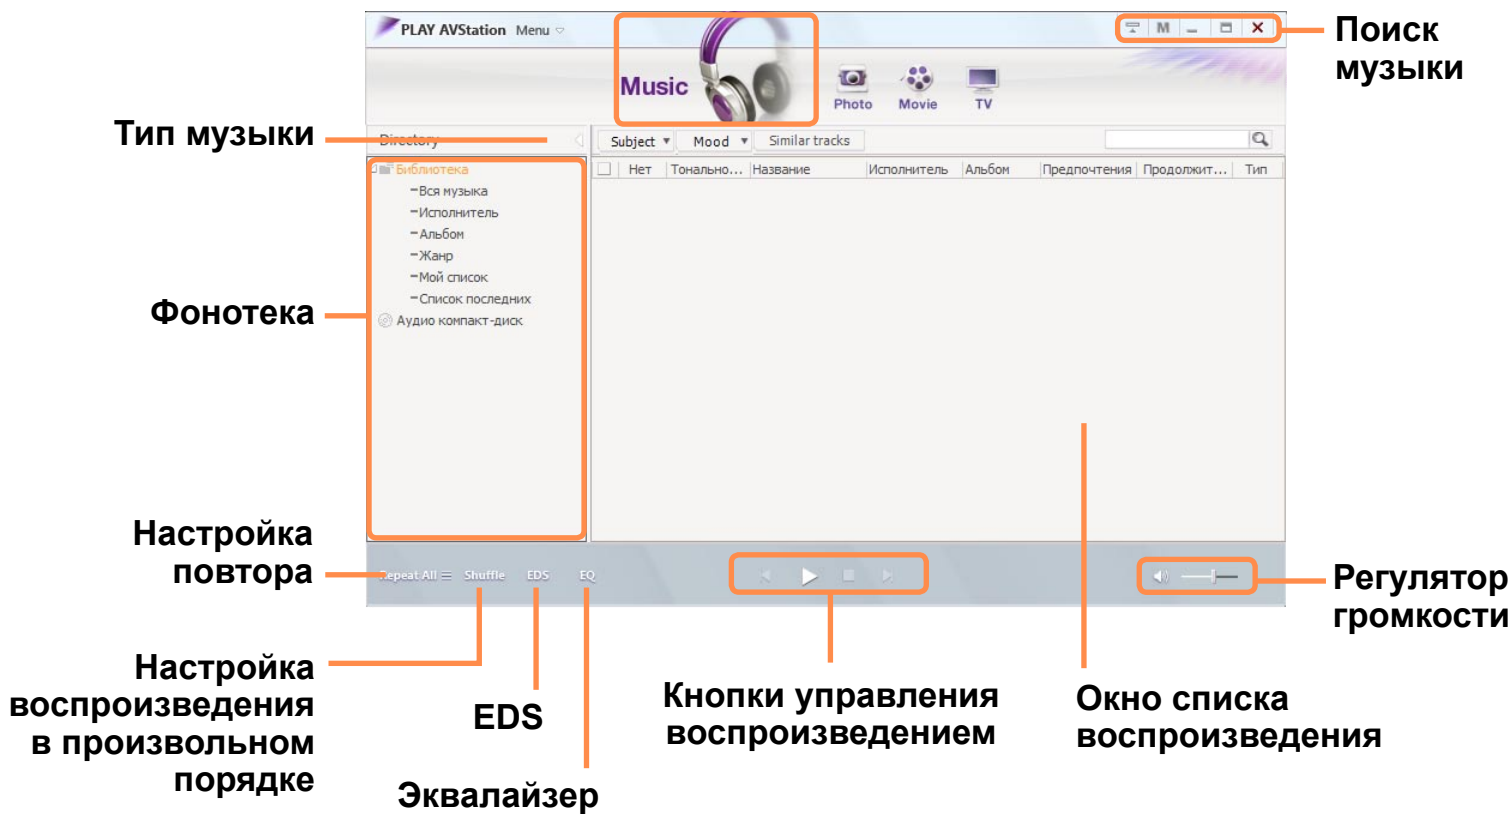 PLAY AVStation Menu
M
Поиск
музыки
Music
Photo Movie TV
Тип музыки
Directory
Subject Mood Similar tracks
Библиотека
Нет Тонально... Название Исполнитель Альбом Предпочтения Продолжит... Тип
Вся музыка
Исполнитель
Альбом
Жанр
Мой список
Список последних
Аудио компакт-диск
Фонотека
Настройка
повтора
Repeat All Shuffle EDS EQ
Регулятор
громкости
Настройка
воспроизведения
в произвольном
порядке
EDS
Эквалайзер
Кнопки управления
воспроизведением
Окно списка
воспроизведения